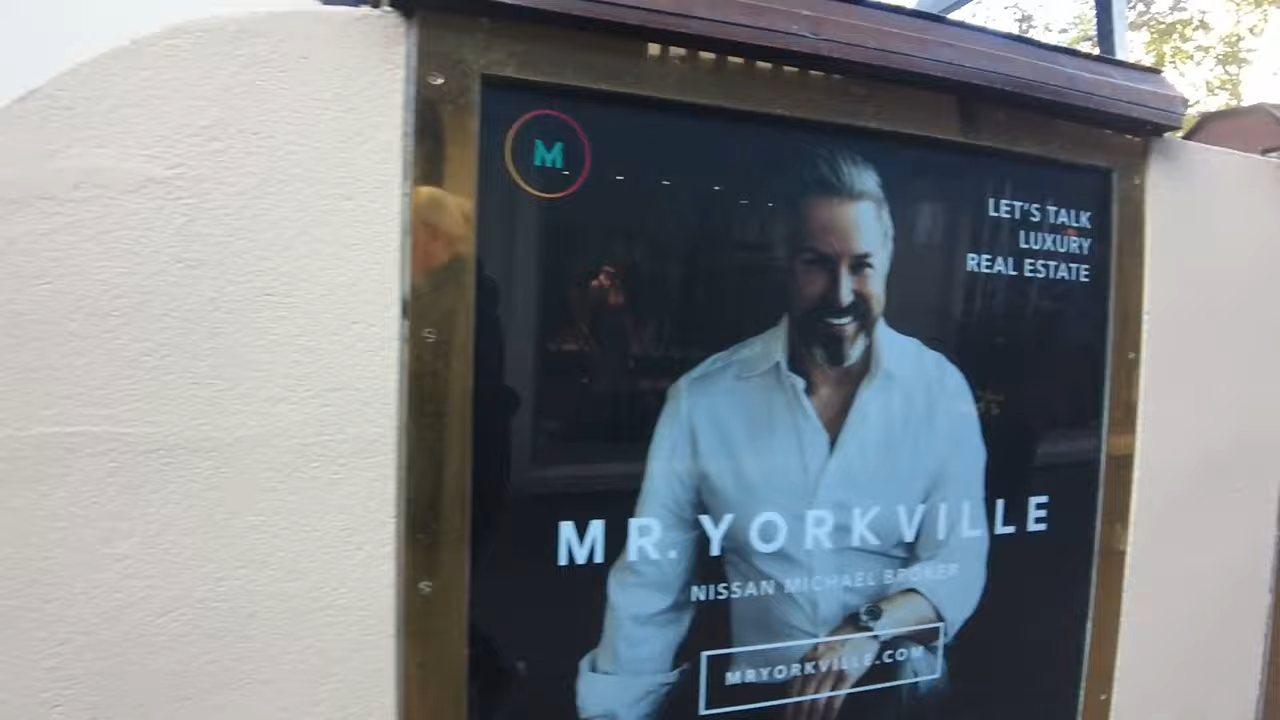 M
LET'S TALK
LUXURY
REAL ESTATE
MR. YORKVILLE
NISSAN MICHAEL BROKER
MRYORKVILLE.COM